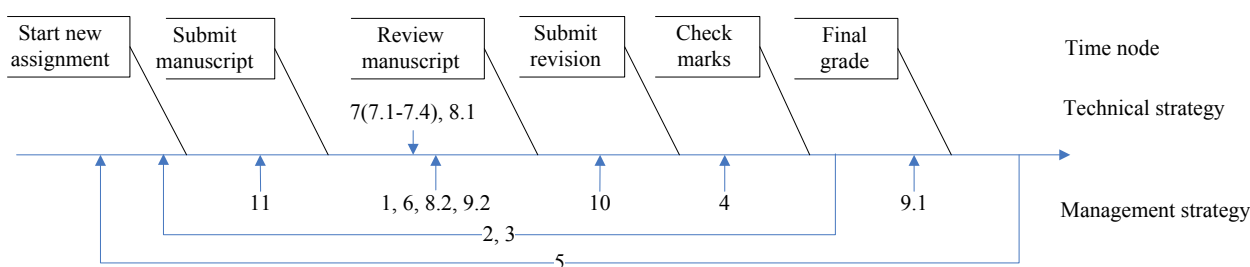 Start new
assignment
Submit
manuscript
Review
manuscript
Submit
revision
Check
marks
Final
grade
Time node
7(7.1-7.4), 8.1
Technical strategy
11
1, 6, 8.2, 9.2
10
4
9.1
Management strategy
2, 3
5